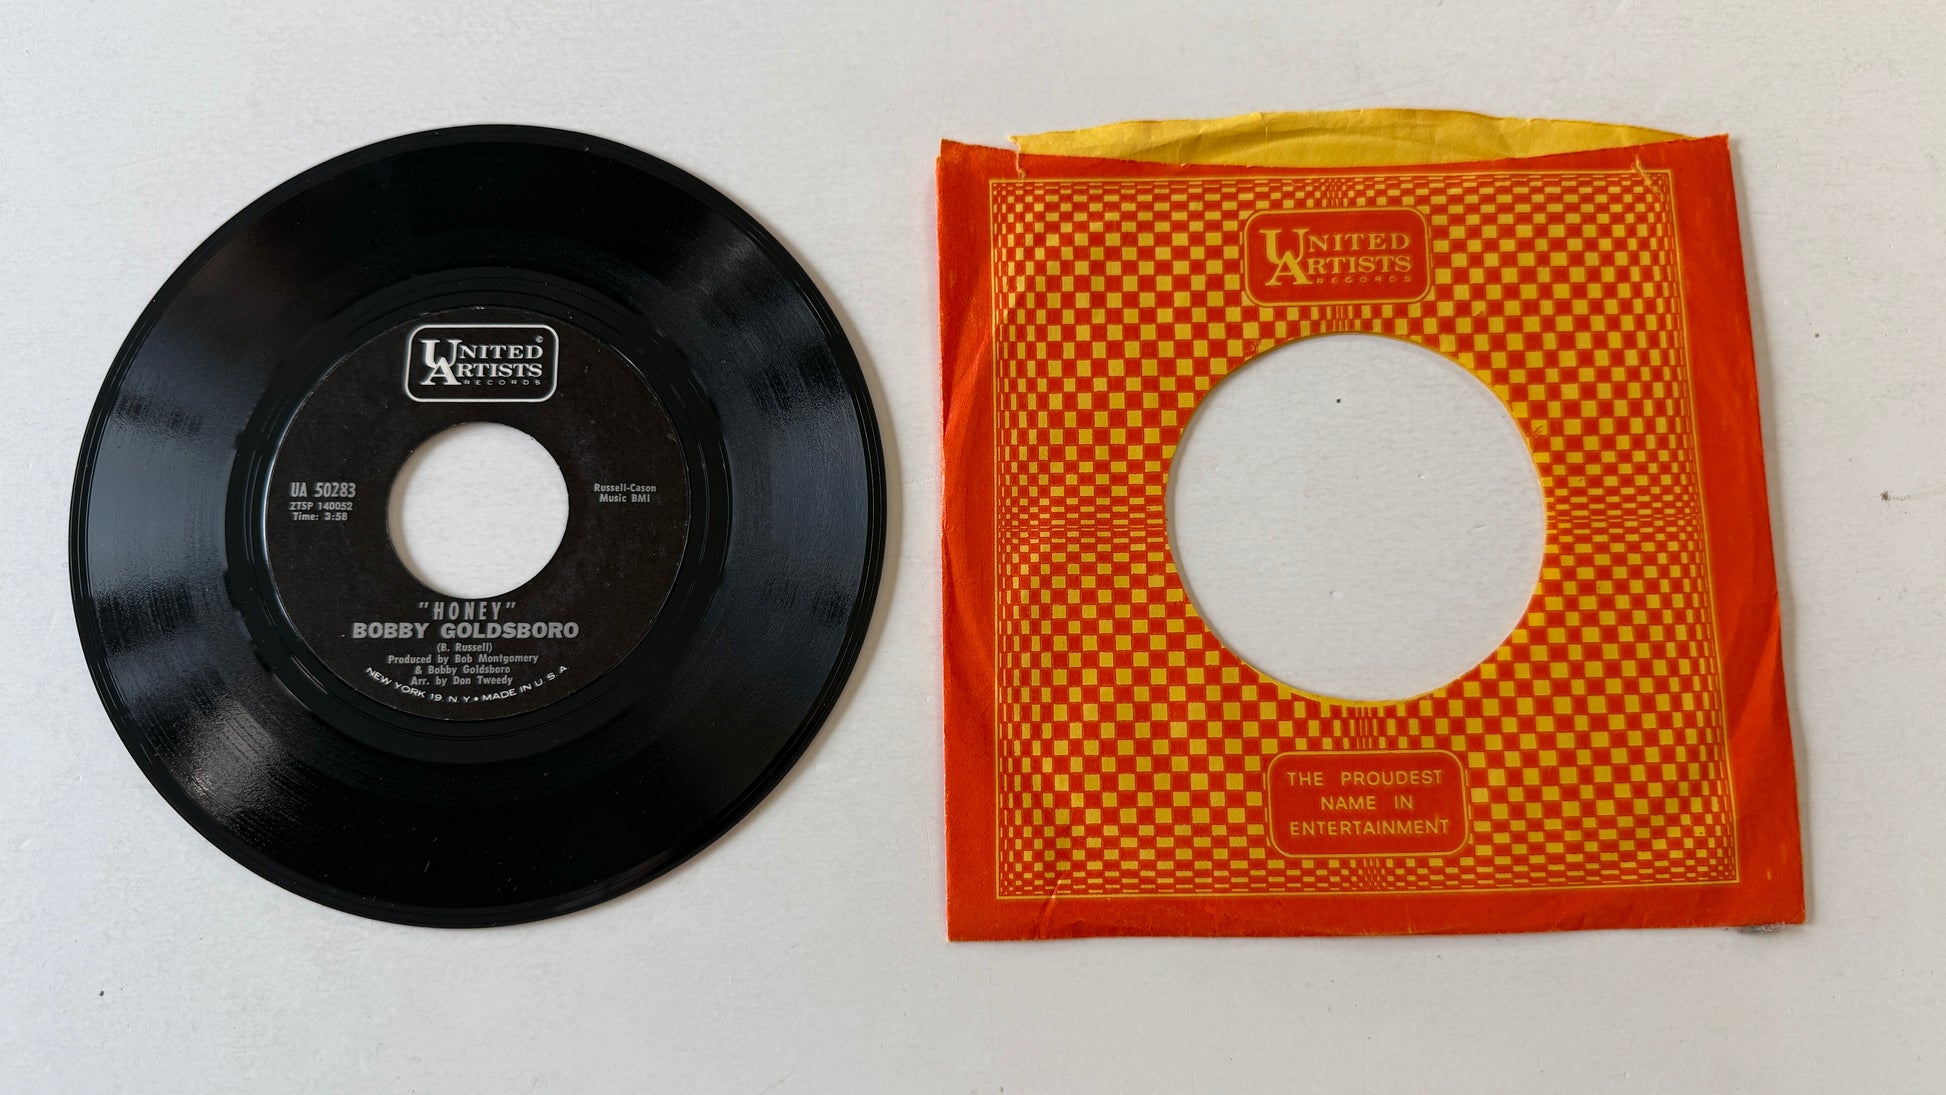 UNITED ©
ARTISTS
RECORDS
UA 50283
ZTSP 140052
Time: 3:58
Russell-Cason
Music BMI
"HONEY"
BOBBY GOLDSBORO
(B. Russell)
Produced by Bob Montgomery
& Bobby Goldsboro
Arr. by Don Tweedy
NEW YORK 19, N. Y. • MADE IN U. S. A.
UNITED
ARTISTS
RECORDS
THE PROUDEST
NAME IN
ENTERTAINMENT